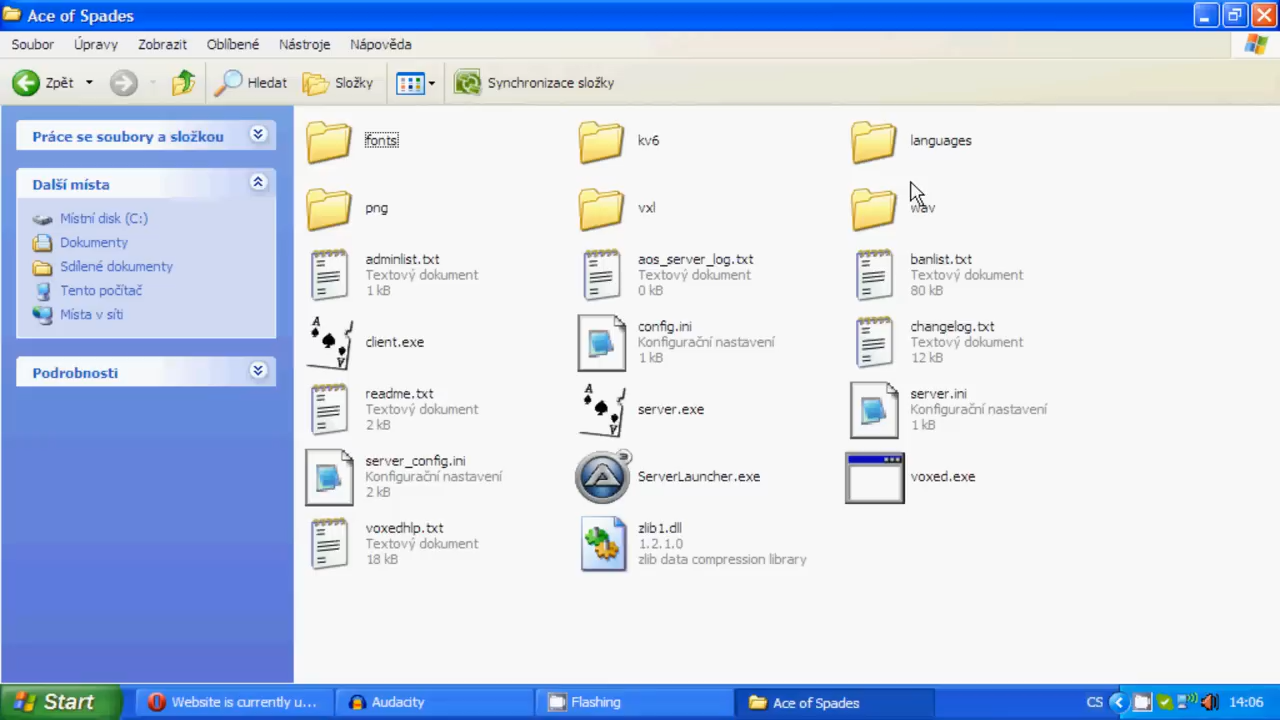 Ace of Spades
Soubor Úpravy Zobrazit Oblíbené Nástroje Nápověda
Zpět Hledat Složky Synchronizace složky
Práce se soubory a složkou
Další místa
Místní disk (C:)
Dokumenty
Sdílené dokumenty
Tento počítač
Místa v síti
Podrobnosti
fonts
kv6
languages
png
vxl
wav
adminlist.txt
Textový dokument
1 kB
aos_server_log.txt
Textový dokument
0 kB
banlist.txt
Textový dokument
80 kB
client.exe
config.ini
Konfigurační nastavení
1 kB
changelog.txt
Textový dokument
12 kB
readme.txt
Textový dokument
2 kB
server.exe
server.ini
Konfigurační nastavení
1 kB
server_config.ini
Konfigurační nastavení
2 kB
ServerLauncher.exe
voxed.exe
voxedhlp.txt
Textový dokument
18 kB
zlib1.dll
1.2.1.0
zlib data compression library
Start Website is currently u... Audacity Flashing Ace of Spades CS 14:06